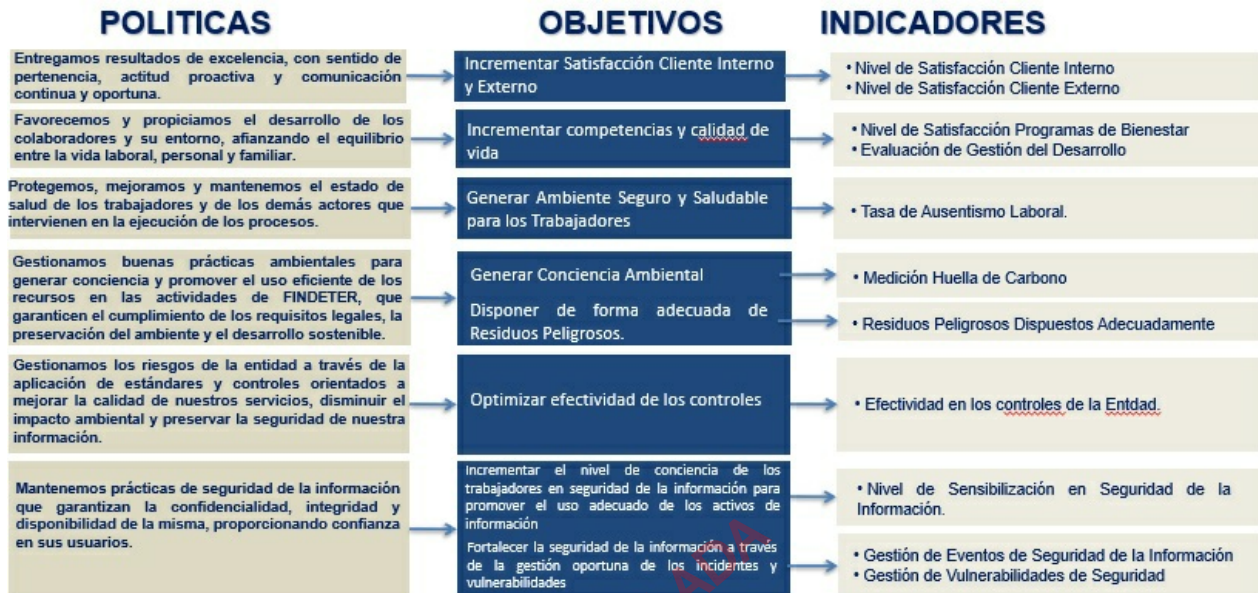 POLITICAS
OBJETIVOS
INDICADORES
Entregamos resultados de excelencia, con sentido de
pertenencia, actitud proactiva y comunicación
continua y oportuna.
Incrementar Satisfacción Cliente Interno
y Externo
• Nivel de Satisfacción Cliente Interno
• Nivel de Satisfacción Cliente Externo
Favorecemos y propiciamos el desarrollo de los
colaboradores y su entorno, afianzando el equilibrio
entre la vida laboral, personal y familiar.
Incrementar competencias y calidad de
vida
• Nivel de Satisfacción Programas de Bienestar
• Evaluación de Gestión del Desarrollo
Protegemos, mejoramos y mantenemos el estado de
salud de los trabajadores y de los demás actores que
intervienen en la ejecución de los procesos.
Generar Ambiente Seguro y Saludable
para los Trabajadores
• Tasa de Ausentismo Laboral.
Gestionamos buenas prácticas ambientales para
generar conciencia y promover el uso eficiente de los
recursos en las actividades de FINDETER, que
garanticen el cumplimiento de los requisitos legales, la
preservación del ambiente y el desarrollo sostenible.
Generar Conciencia Ambiental
Disponer de forma adecuada de
Residuos Peligrosos.
• Medición Huella de Carbono
• Residuos Peligrosos Dispuestos Adecuadamente
Gestionamos los riesgos de la entidad a través de la
aplicación de estándares y controles orientados a
mejorar la calidad de nuestros servicios, disminuir el
impacto ambiental y preservar la seguridad de nuestra
información.
Optimizar efectividad de los controles
• Efectividad en los controles de la Entdad.
Mantenemos prácticas de seguridad de la información
que garantizan la confidencialidad, integridad y
disponibilidad de la misma, proporcionando confianza
en sus usuarios.
Incrementar el nivel de conciencia de los
trabajadores en seguridad de la información para
promover el uso adecuado de los activos de
información
Fortalecer la seguridad de la información a través
de la gestión oportuna de los incidentes y
vulnerabilidades
• Nivel de Sensibilización en Seguridad de la
Información.
• Gestión de Eventos de Seguridad de la Información
• Gestión de Vulnerabilidades de Seguridad
ADA